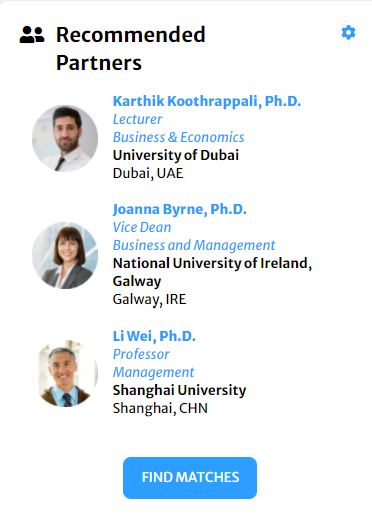 Recommended
Partners
Karthik Koothrappali, Ph.D.
Lecturer
Business & Economics
University of Dubai
Dubai, UAE
Joanna Byrne, Ph.D.
Vice Dean
Business and Management
National University of Ireland,
Galway
Galway, IRE
Li Wei, Ph.D.
Professor
Management
Shanghai University
Shanghai, CHN
FIND MATCHES